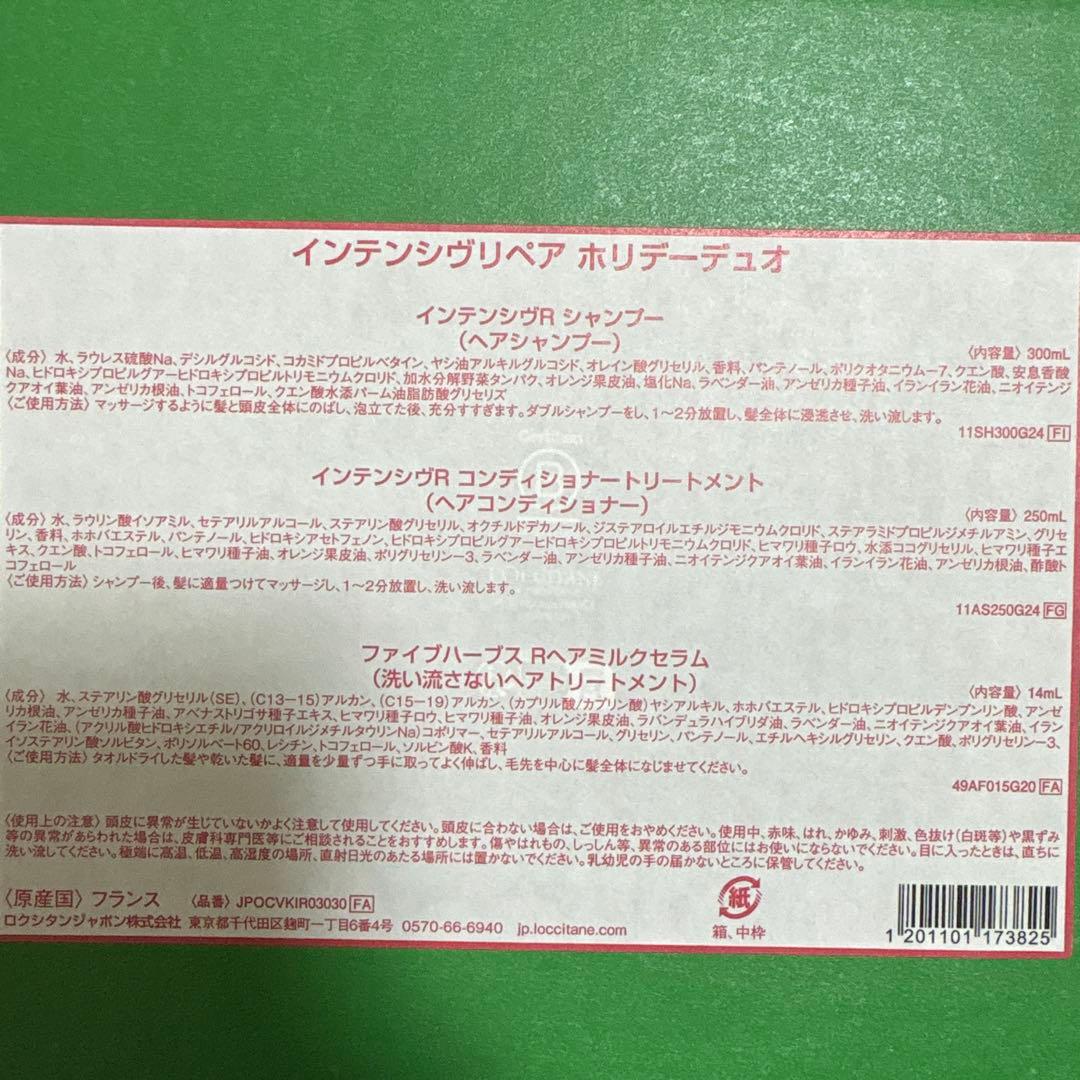 インテンシヴリペア ホリデーデュオ
インテンシヴR シャンプー
(ヘアシャンプー)
〈内容量〉 300mL
〈成分〉 水、ラウレス硫酸Na、デシルグルコシド、コカミドプロピルベタイン、ヤシ油アルキルグルコシド、オレイン酸グリセリル、香料、パンテノール、ポリクオタニウム－7、クエン酸、安息香酸
Na、ヒドロキシプロピルグアーヒドロキシプロピルトリモニウムクロリド、加水分解野菜タンパク、オレンジ果皮油、塩化Na、ラベンダー油、アンゼリカ種子油、イランイラン花油、ニオイテンジ
クアオイ葉油、アンゼリカ根油、トコフェロール、クエン酸水添パーム油脂肪酸グリセリズ
〈ご使用方法〉 マッサージするように髪と頭皮全体にのばし、泡立てた後、充分すすぎます。ダブルシャンプーをし、1～2分放置し、髪全体に浸透させ、洗い流します。
11SH300G24 FI
インテンシヴR コンディショナートリートメント
(ヘアコンディショナー)
〈内容量〉 250mL
〈成分〉 水、ラウリン酸イソアミル、セテアリルアルコール、ステアリン酸グリセリル、オクチルドデカノール、ジステアロイルエチルジモニウムクロリド、ステアラミドプロピルジメチルアミン、グリセ
リン、香料、ホホバエステル、パンテノール、ヒドロキシアセトフェノン、ヒドロキシプロピルグアーヒドロキシプロピルトリモニウムクロリド、ヒマワリ種子ロウ、水添ココグリセリル、ヒマワリ種子エ
キス、クエン酸、トコフェロール、ヒマワリ種子油、オレンジ果皮油、ポリグリセリン－3、ラベンダー油、アンゼリカ種子油、ニオイテンジクアオイ葉油、イランイラン花油、アンゼリカ根油、酢酸ト
コフェロール
〈ご使用方法〉 シャンプー後、髪に適量つけてマッサージし、1～2分放置し、洗い流します。
11AS250G24 FG
ファイブハーブス Rヘアミルクセラム
(洗い流さないヘアトリートメント)
〈内容量〉 14mL
〈成分〉 水、ステアリン酸グリセリル(SE)、(C13－15)アルカン、(C15－19)アルカン、(カプリル酸/カプリン酸)ヤシアルキル、ホホバエステル、ヒドロキシプロピルデンプンリン酸、アンゼ
リカ根油、アンゼリカ種子油、アベナストリゴサ種子エキス、ヒマワリ種子ロウ、ヒマワリ種子油、オレンジ果皮油、ラバンデュラハイブリダ油、ラベンダー油、ニオイテンジクアオイ葉油、イラン
イラン花油、(アクリル酸ヒドロキシエチル/アクリロイルジメチルタウリンNa)コポリマー、セテアリルアルコール、グリセリン、パンテノール、エチルヘキシルグリセリン、クエン酸、ポリグリセリン－3、
イソステアリン酸ソルビタン、ポリソルベート60、レシチン、トコフェロール、ソルビン酸K、香料
〈ご使用方法〉 タオルドライした髪や乾いた髪に、適量を少量ずつ手に取ってよく伸ばし、毛先を中心に髪全体になじませてください。
49AF015G20 FA
〈使用上の注意〉 頭皮に異常が生じていないかよく注意して使用してください。頭皮に合わない場合は、ご使用をおやめください。使用中、赤味、はれ、かゆみ、刺激、色抜け(白斑等)や黒ずみ
等の異常があらわれた場合は、皮膚科専門医等にご相談されることをおすすめします。傷やはれもの、しっしん等、異常のある部位にはお使いにならないでください。目に入ったときは、直ちに
洗い流してください。極端に高温、低温、高湿度の場所、直射日光のあたる場所には置かないでください。乳幼児の手の届かないところに保管してください。
〈原産国〉 フランス 〈品番〉 JPOCVKIR03030 FA
ロクシタンジャポン株式会社 東京都千代田区麹町一丁目6番4号 0570-66-6940 jp.loccitane.com
紙
箱、中枠
1 201101 173825